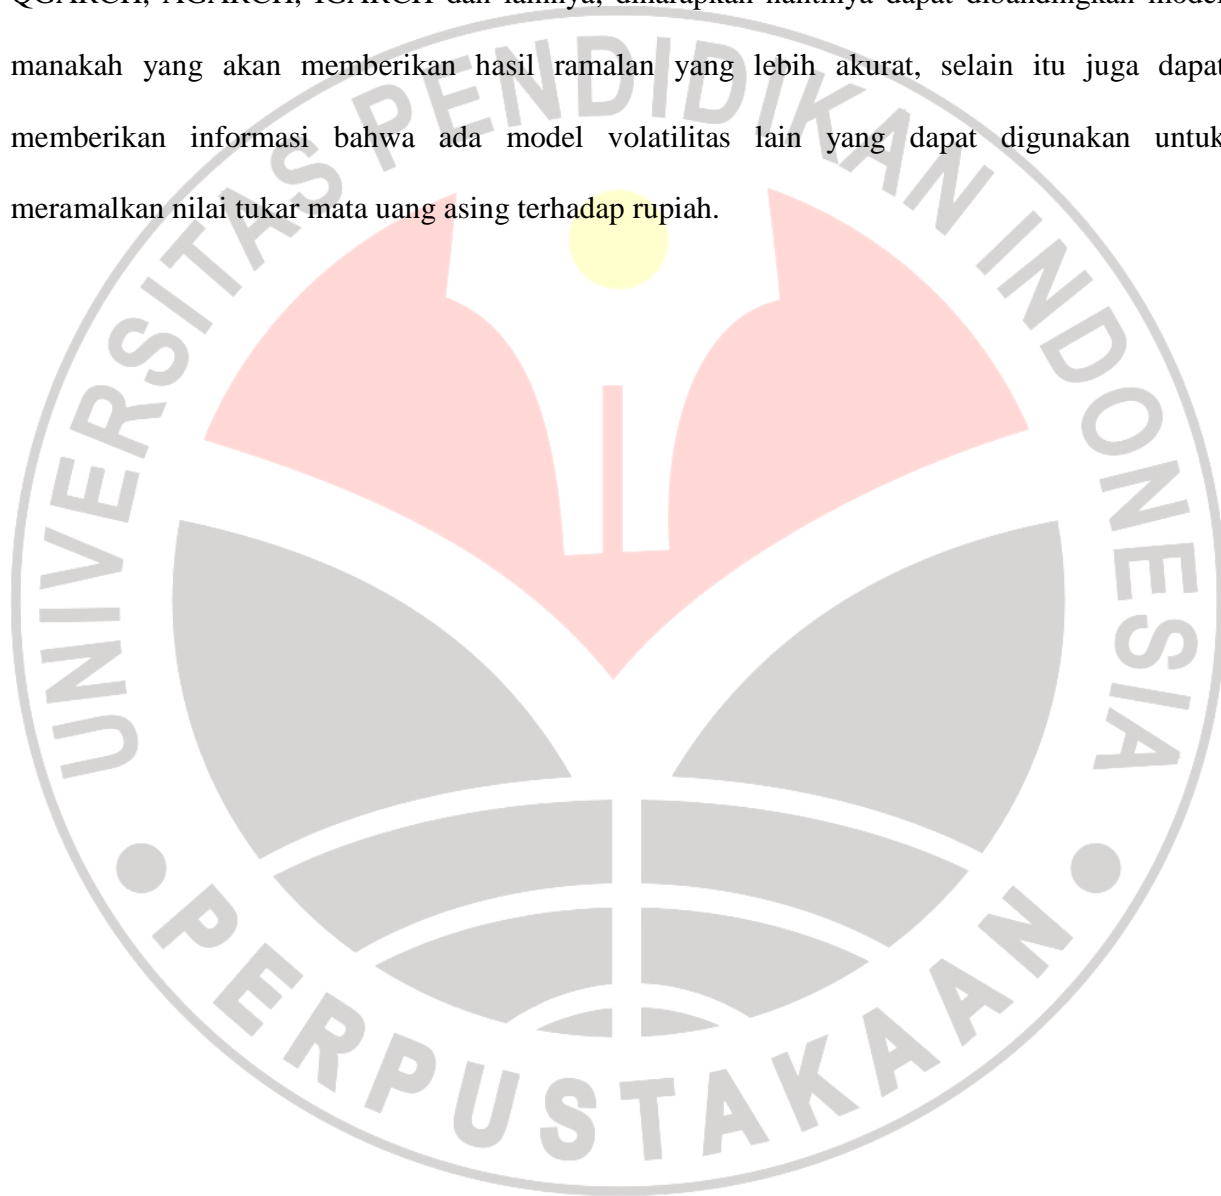 QGARCH, AGARCH, IGARCH dan lainnya, diharapkan nantinya dapat dibandingkan model
manakah yang akan memberikan hasil ramalan yang lebih akurat, selain itu juga dapat
memberikan informasi bahwa ada model volatilitas lain yang dapat digunakan untuk
meramalkan nilai tukar mata uang asing terhadap rupiah.
UNIVERSITAS PENDIDIKAN INDONESIA
PERPUSTAKAAN